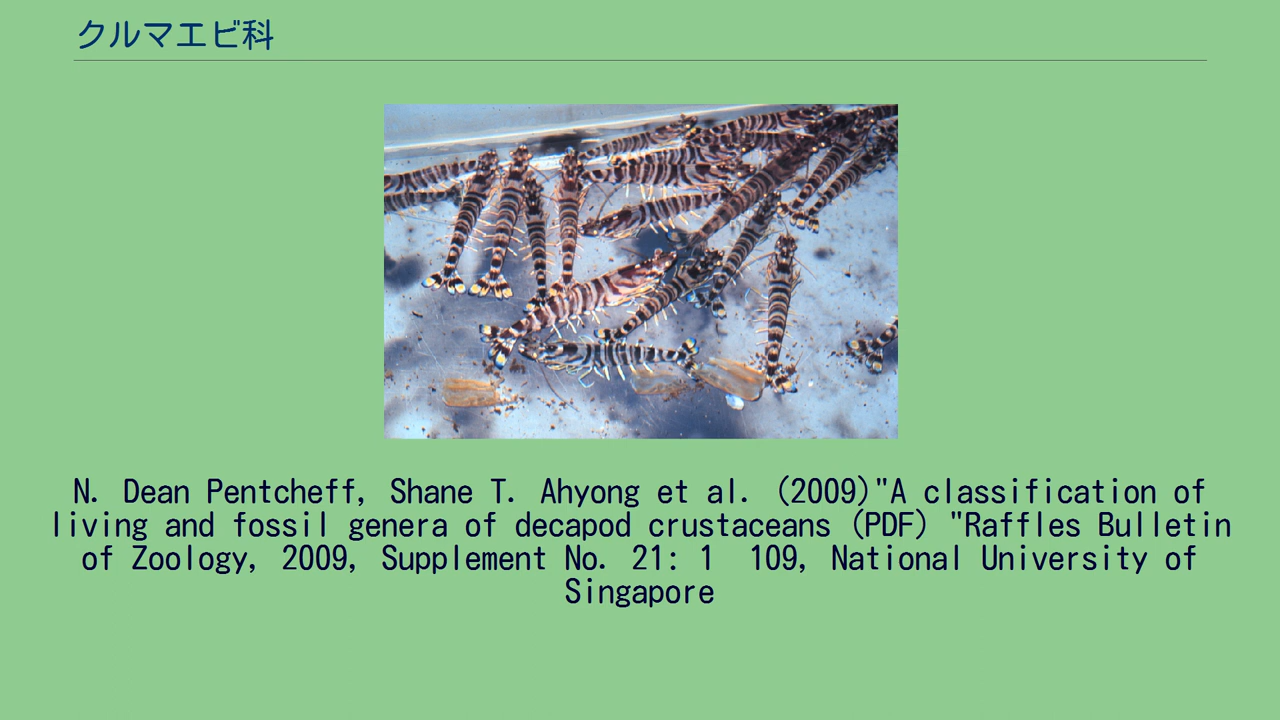 クルマエビ科
N. Dean Pentcheff, Shane T. Ahyong et al. (2009)"A classification of
living and fossil genera of decapod crustaceans (PDF) "Raffles Bulletin
of Zoology, 2009, Supplement No. 21: 1  109, National University of
Singapore